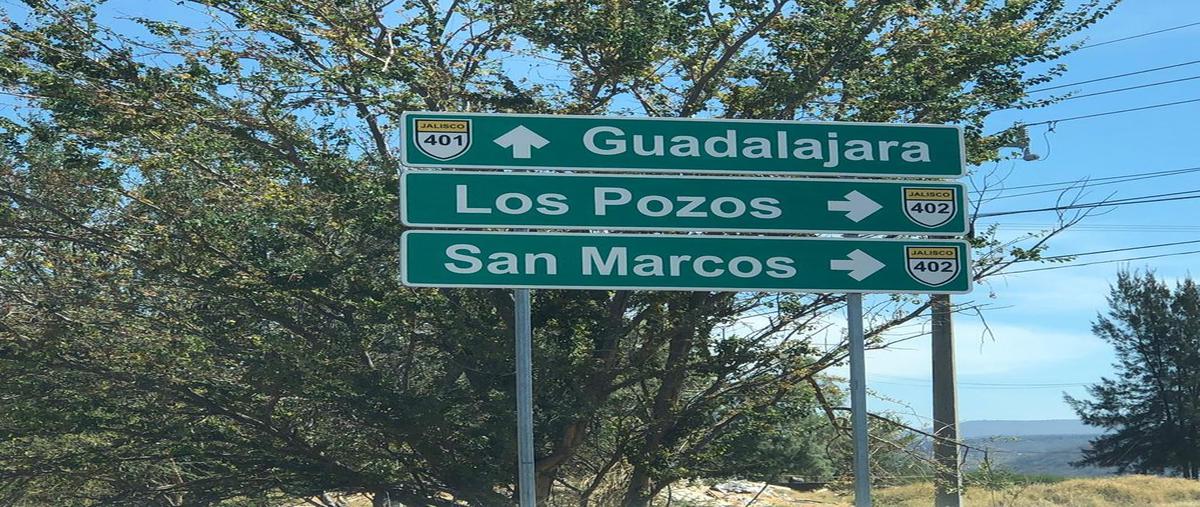 JALISCO 401 Guadalajara
Los Pozos JALISCO 402
San Marcos JALISCO 402